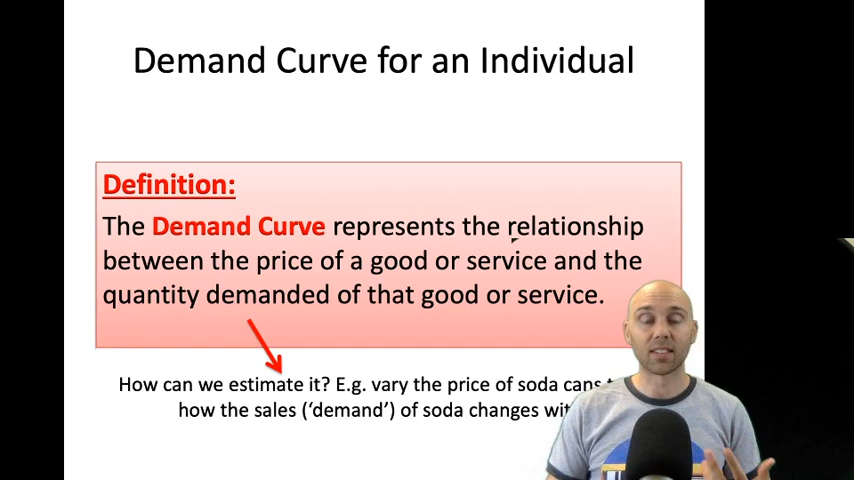 Demand Curve for an Individual
Definition:
The Demand Curve represents the relationship
between the price of a good or service and the
quantity demanded of that good or service.
How can we estimate it? E.g. vary the price of soda cans
how the sales (‘demand’) of soda changes